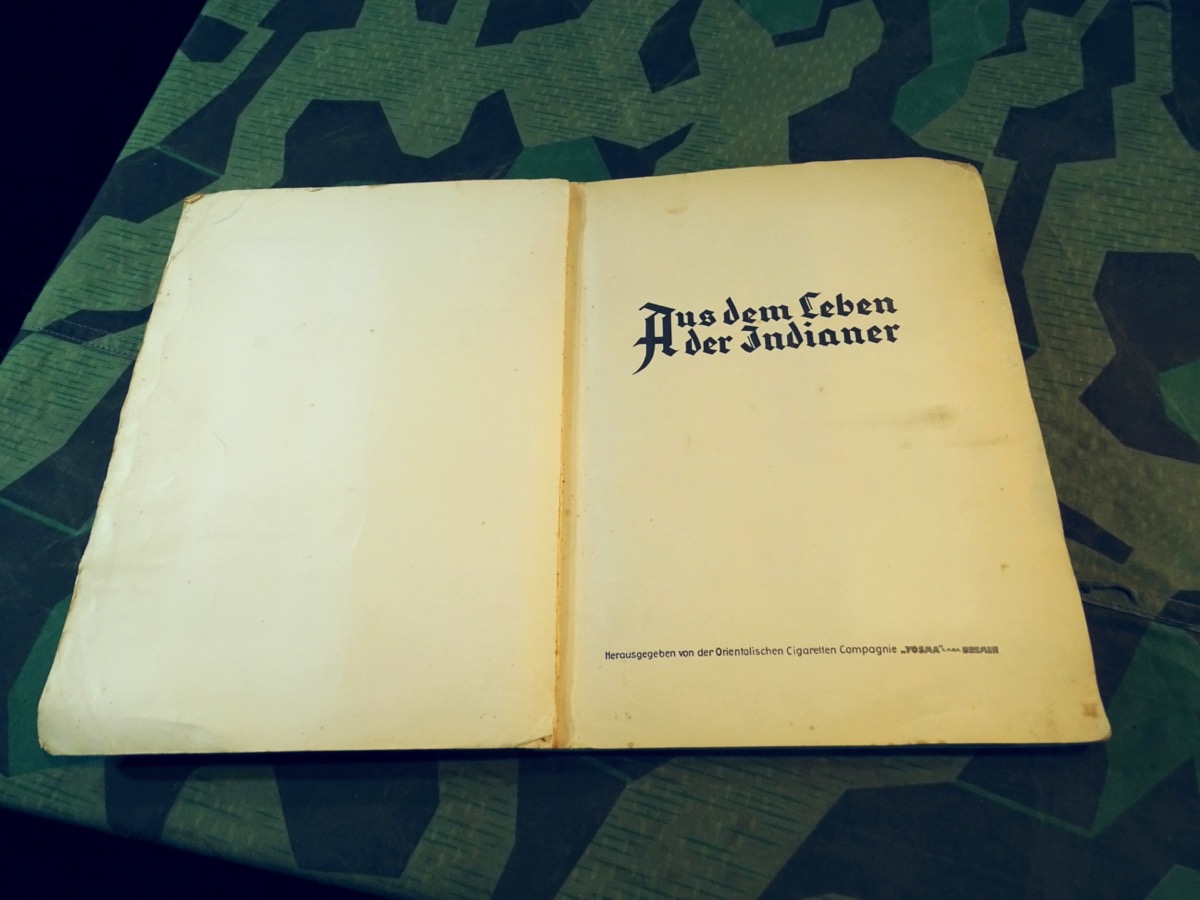 Aus dem Leben
der Indianer
Herausgegeben von der Orientalischen Cigaretten Compagnie „YOSMA" G.M.B.H. BREMEN